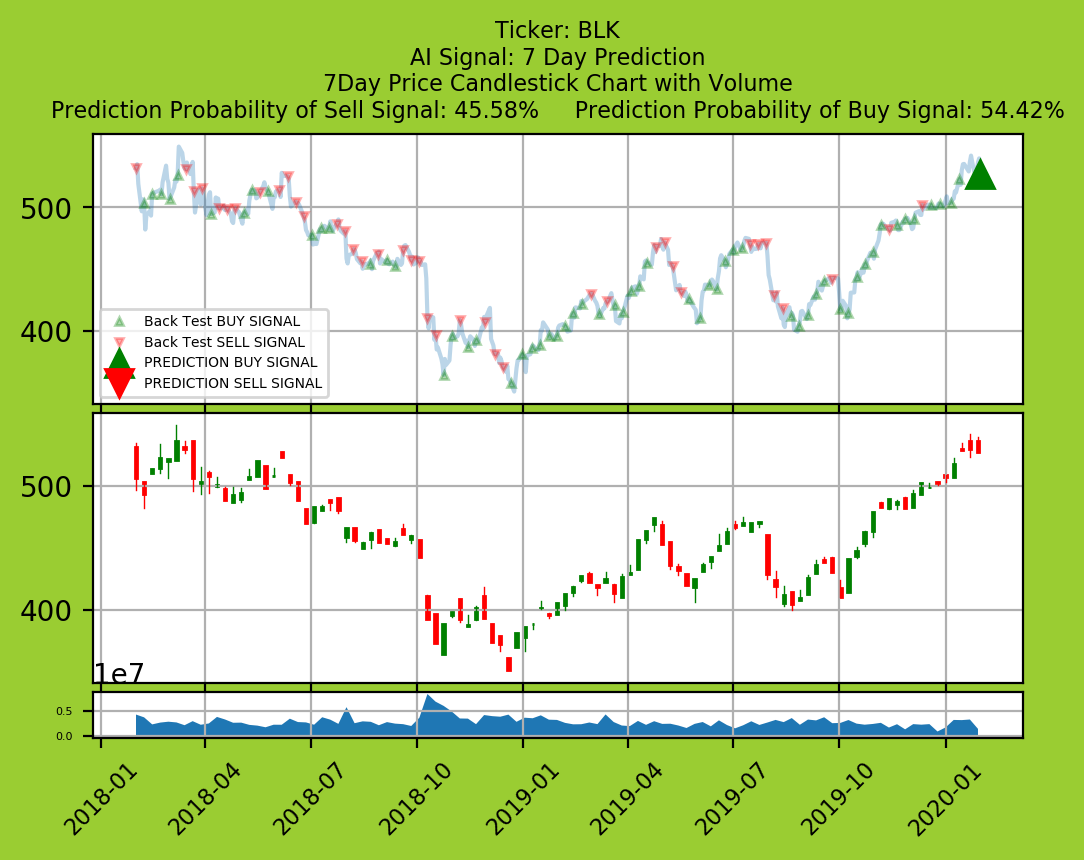 Ticker: BLK
AI Signal: 7 Day Prediction
7Day Price Candlestick Chart with Volume
Prediction Probability of Sell Signal: 45.58%     Prediction Probability of Buy Signal: 54.42%
500
400
Back Test BUY SIGNAL
Back Test SELL SIGNAL
PREDICTION BUY SIGNAL
PREDICTION SELL SIGNAL
500
400
1e7
0.5
0.0
2018-01
2018-04
2018-07
2018-10
2019-01
2019-04
2019-07
2019-10
2020-01